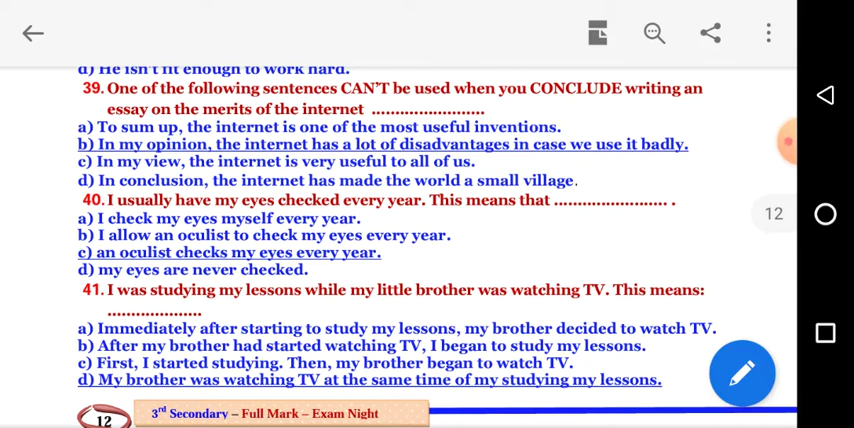 d) He isn't fit enough to work hard.
39. One of the following sentences CAN'T be used when you CONCLUDE writing an
essay on the merits of the internet ........................
a) To sum up, the internet is one of the most useful inventions.
b) In my opinion, the internet has a lot of disadvantages in case we use it badly.
c) In my view, the internet is very useful to all of us.
d) In conclusion, the internet has made the world a small village.
40. I usually have my eyes checked every year. This means that ........................ .
a) I check my eyes myself every year.
b) I allow an oculist to check my eyes every year.
c) an oculist checks my eyes every year.
d) my eyes are never checked.
12
41. I was studying my lessons while my little brother was watching TV. This means:
....................
a) Immediately after starting to study my lessons, my brother decided to watch TV.
b) After my brother had started watching TV, I began to study my lessons.
c) First, I started studying. Then, my brother began to watch TV.
d) My brother was watching TV at the same time of my studying my lessons.
12
3rd Secondary – Full Mark – Exam Night